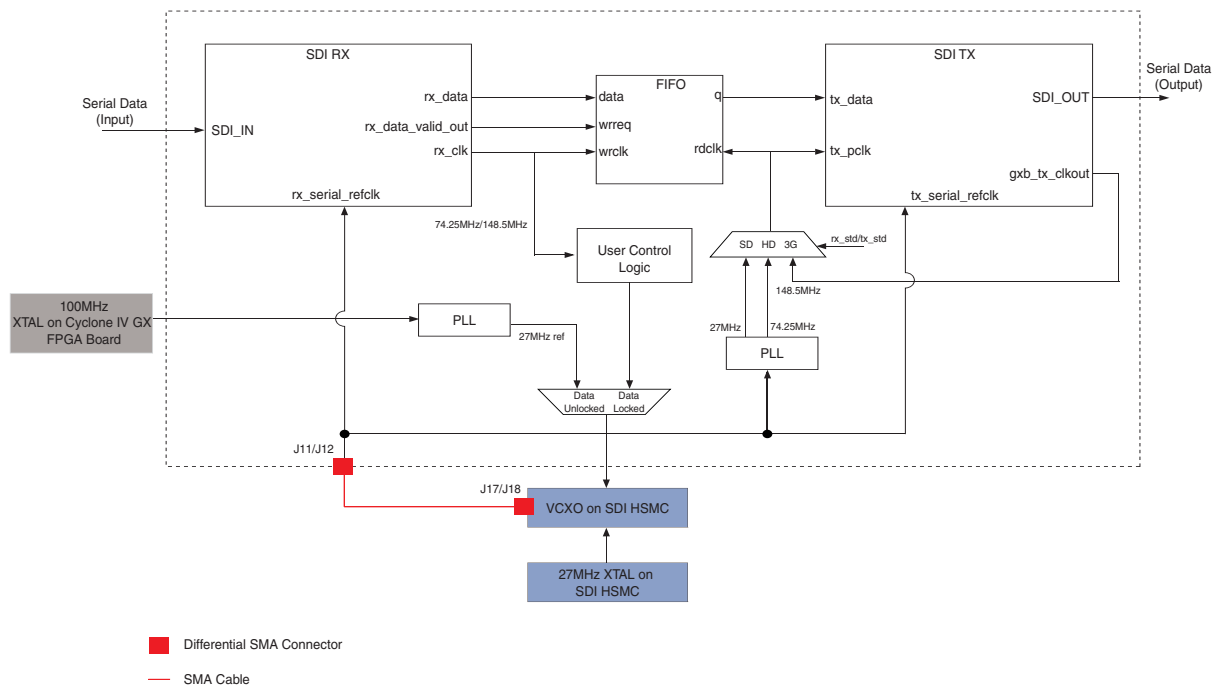 SDI RX
SDI TX
Serial Data
(Output)
FIFO
Serial Data
(Input)
rx_data
data
q
tx_data
SDI_OUT
SDI_IN
rx_data_valid_out
wrreq
rx_clk
wrclk
rdclk
tx_pclk
gxb_tx_clkout
rx_serial_refclk
tx_serial_refclk
74.25MHz/148.5MHz
User Control
Logic
SD HD 3G
rx_std/tx_std
148.5MHz
100MHz
XTAL on Cyclone IV GX
FPGA Board
PLL
27MHz ref
27MHz
74.25MHz
PLL
Data
Unlocked
Data
Locked
J11/J12
J17/J18
VCXO on SDI HSMC
27MHz XTAL on
SDI HSMC
Differential SMA Connector
SMA Cable